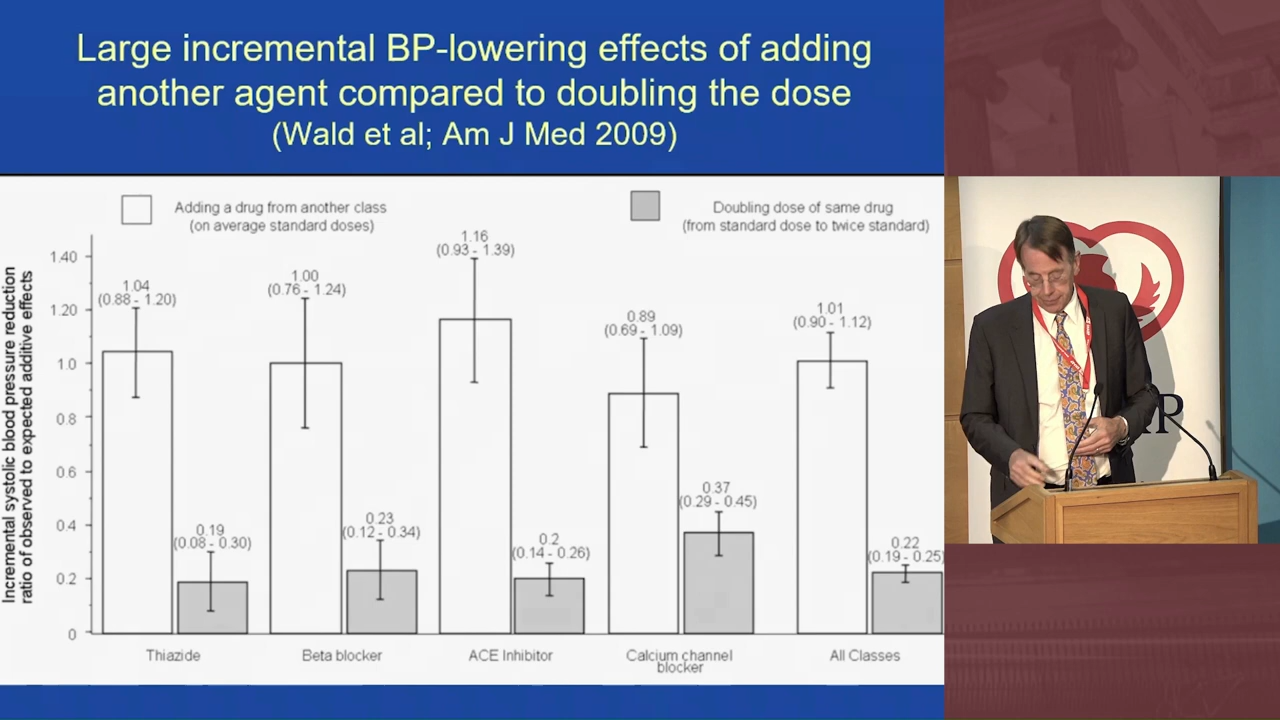 Large incremental BP-lowering effects of adding
another agent compared to doubling the dose
(Wald et al; Am J Med 2009)
Adding a drug from another class
(on average standard doses)
Doubling dose of same drug
(from standard dose to twice standard)
Incremental systolic blood pressure reduction
ratio of observed to expected additive effects
1.40
1.20
1.0
0.8
0.6
0.4
0.2
0
1.04
(0.88 - 1.20)
0.19
(0.08 - 0.30)
1.00
(0.76 - 1.24)
0.23
(0.12 - 0.34)
1.16
(0.93 - 1.39)
0.2
(0.14 - 0.26)
0.89
(0.69 - 1.09)
0.37
(0.29 - 0.45)
1.01
(0.90 - 1.12)
0.22
(0.19 - 0.25)
Thiazide
Beta blocker
ACE Inhibitor
Calcium channel
blocker
All Classes